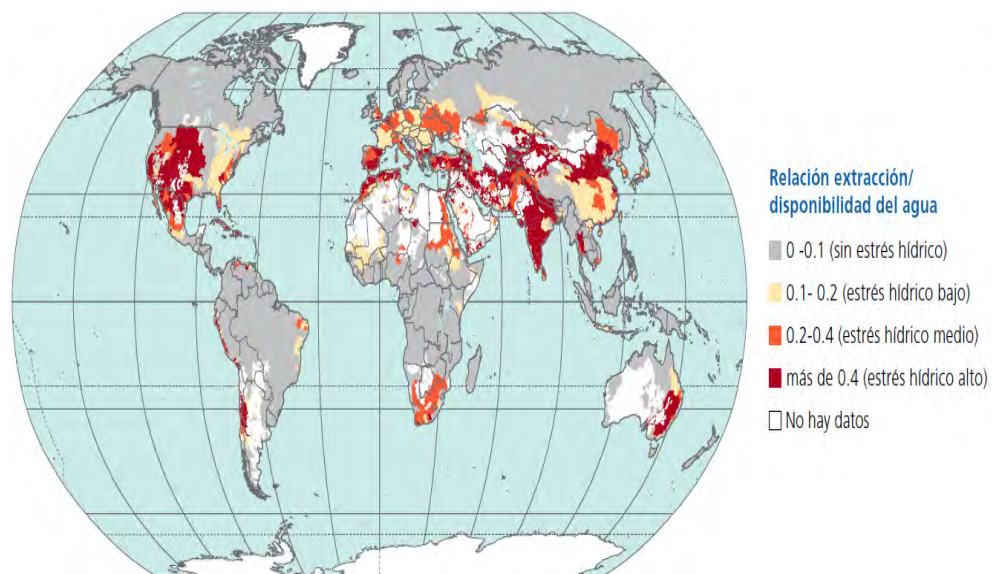 Relación extracción/
disponibilidad del agua
0 -0.1 (sin estrés hídrico)
0.1- 0.2 (estrés hídrico bajo)
0.2-0.4 (estrés hídrico medio)
más de 0.4 (estrés hídrico alto)
No hay datos